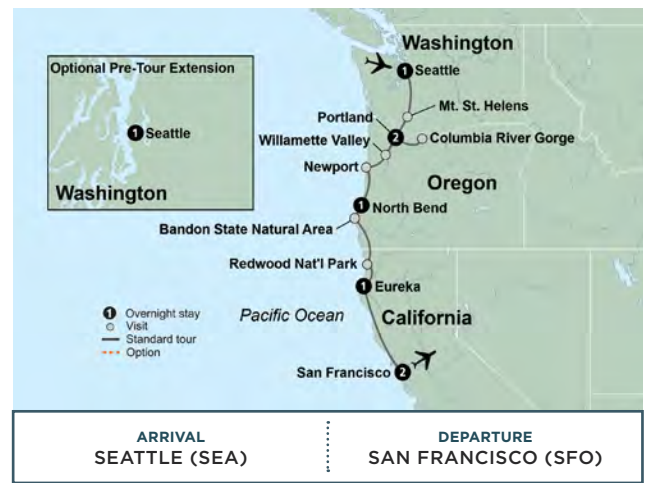 Optional Pre-Tour Extension
1 Seattle
Washington
Washington
1 Seattle
Mt. St. Helens
Portland
2
Columbia River Gorge
Willamette Valley
Newport
Oregon
1 North Bend
Bandon State Natural Area
Redwood Nat'l Park
1 Eureka
Pacific Ocean
California
1 Overnight stay
Visit
Standard tour
Option
San Francisco 2
ARRIVAL
SEATTLE (SEA)
DEPARTURE
SAN FRANCISCO (SFO)